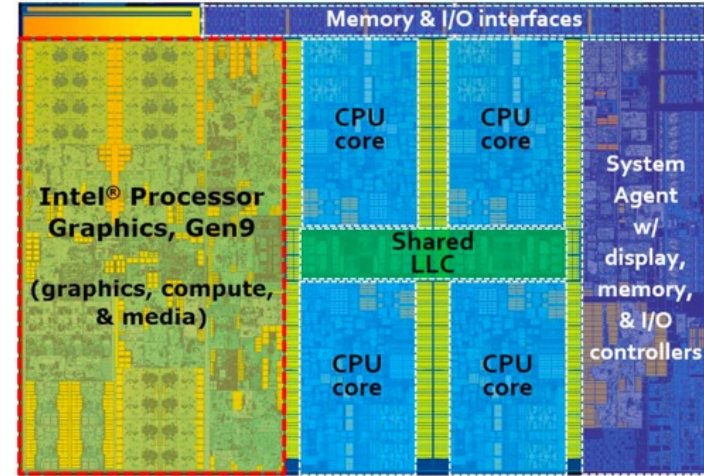 Memory & I/O interfaces
Intel® Processor
Graphics, Gen9
(graphics, compute,
& media)
CPU
core
CPU
core
Shared
LLC
CPU
core
CPU
core
System
Agent
w/
display,
memory,
& I/O
controllers